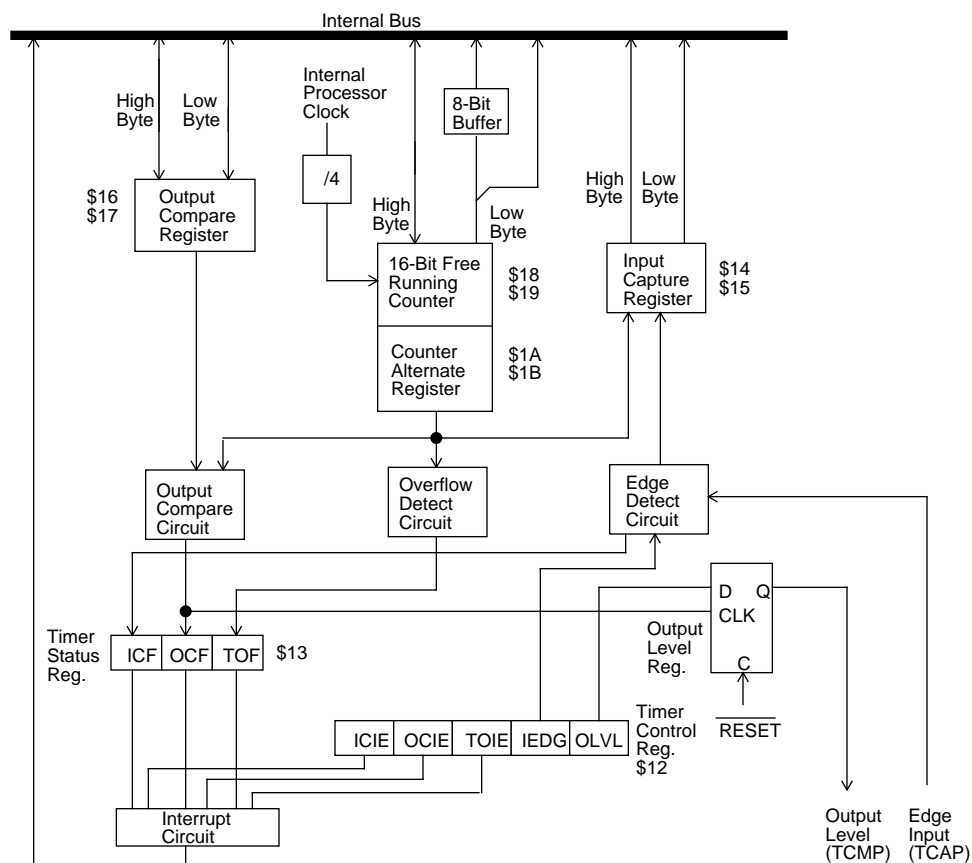 Internal Bus
High
Byte
Low
Byte
Internal
Processor
Clock
8-Bit
Buffer
/4
$16
$17
Output
Compare
Register
High
Byte
Low
Byte
High
Byte
Low
Byte
16-Bit Free
Running
Counter
$18
$19
Input
Capture
Register
$14
$15
Counter
Alternate
Register
$1A
$1B
Output
Compare
Circuit
Overflow
Detect
Circuit
Edge
Detect
Circuit
D Q
CLK
C
Output
Level
Reg.
RESET
Timer
Status
Reg.
ICF OCF TOF
$13
ICIE OCIE TOIE IEDG OLVL
Timer
Control
Reg.
$12
Interrupt
Circuit
Output
Level
(TCMP)
Edge
Input
(TCAP)